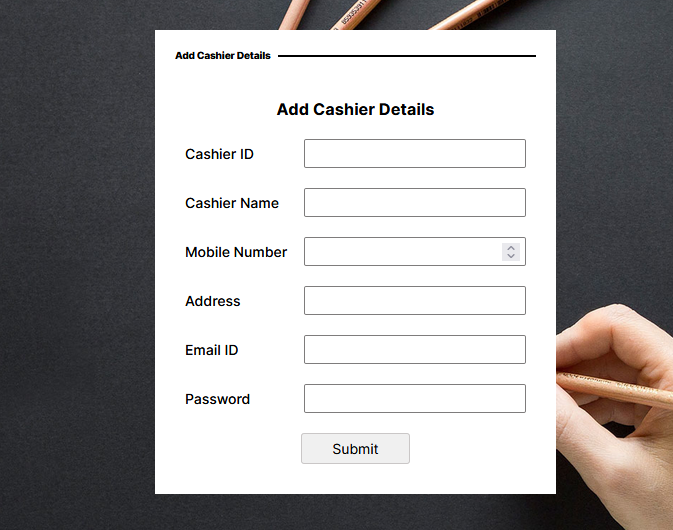 Add Cashier Details
Add Cashier Details
Cashier ID
Cashier Name
Mobile Number
Address
Email ID
Password
Submit